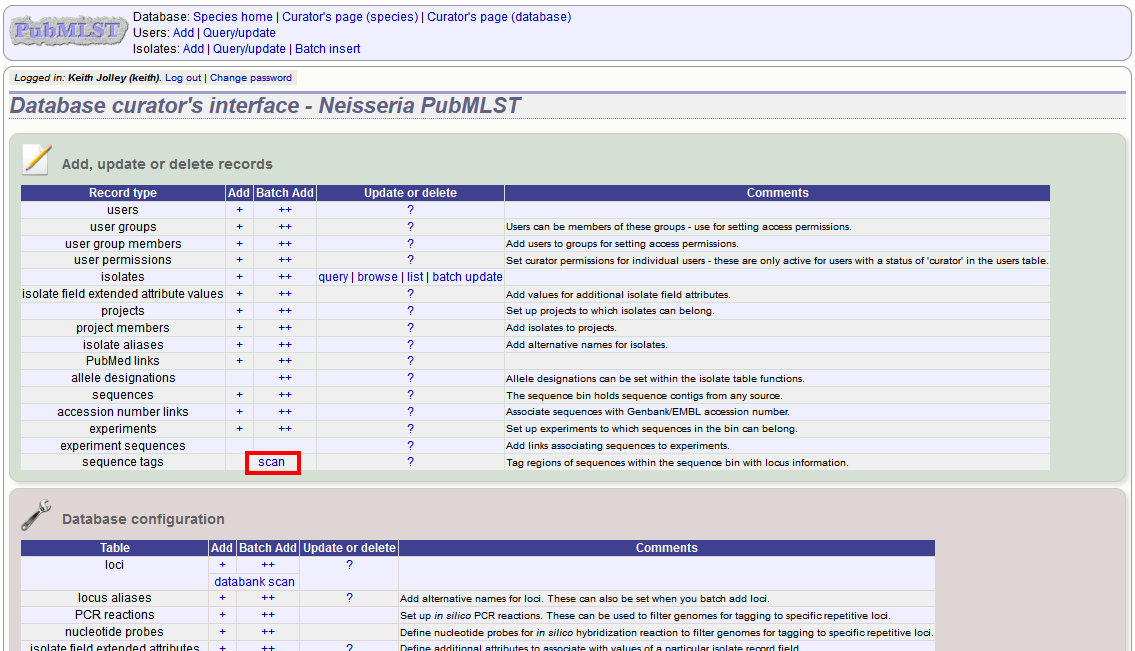 PubMLST
Database: Species home | Curator's page (species) | Curator's page (database)
Users: Add | Query/update
Isolates: Add | Query/update | Batch insert
Logged in: Keith Jolley (keith). Log out | Change password
Database curator's interface - Neisseria PubMLST
Add, update or delete records
Record type Add Batch Add Update or delete Comments
users + ++ ?
user groups + ++ ? Users can be members of these groups - use for setting access permissions.
user group members + ++ ? Add users to groups for setting access permissions.
user permissions + ++ ? Set curator permissions for individual users - these are only active for users with a status of 'curator' in the users table.
isolates + ++ query | browse | list | batch update
isolate field extended attribute values + ++ ? Add values for additional isolate field attributes.
projects + ++ ? Set up projects to which isolates can belong.
project members + ++ ? Add isolates to projects.
isolate aliases + ++ ? Add alternative names for isolates.
PubMed links + ++ ?
allele designations ++ ? Allele designations can be set within the isolate table functions.
sequences + ++ ? The sequence bin holds sequence contigs from any source.
accession number links + ++ ? Associate sequences with Genbank/EMBL accession number.
experiments + ++ ? Set up experiments to which sequences in the bin can belong.
experiment sequences ? Add links associating sequences to experiments.
sequence tags scan ? Tag regions of sequences within the sequence bin with locus information.
Database configuration
Table Add Batch Add Update or delete Comments
loci + ++ ?
databank scan
locus aliases + ++ ? Add alternative names for loci. These can also be set when you batch add loci.
PCR reactions + ++ Set up in silico PCR reactions. These can be used to filter genomes for tagging to specific repetitive loci.
nucleotide probes + ++ Define nucleotide probes for in silico hybridization reaction to filter genomes for tagging to specific repetitive loci.
isolate field extended attributes + ++ ? Define additional attributes to associate with values of a particular isolate record field.